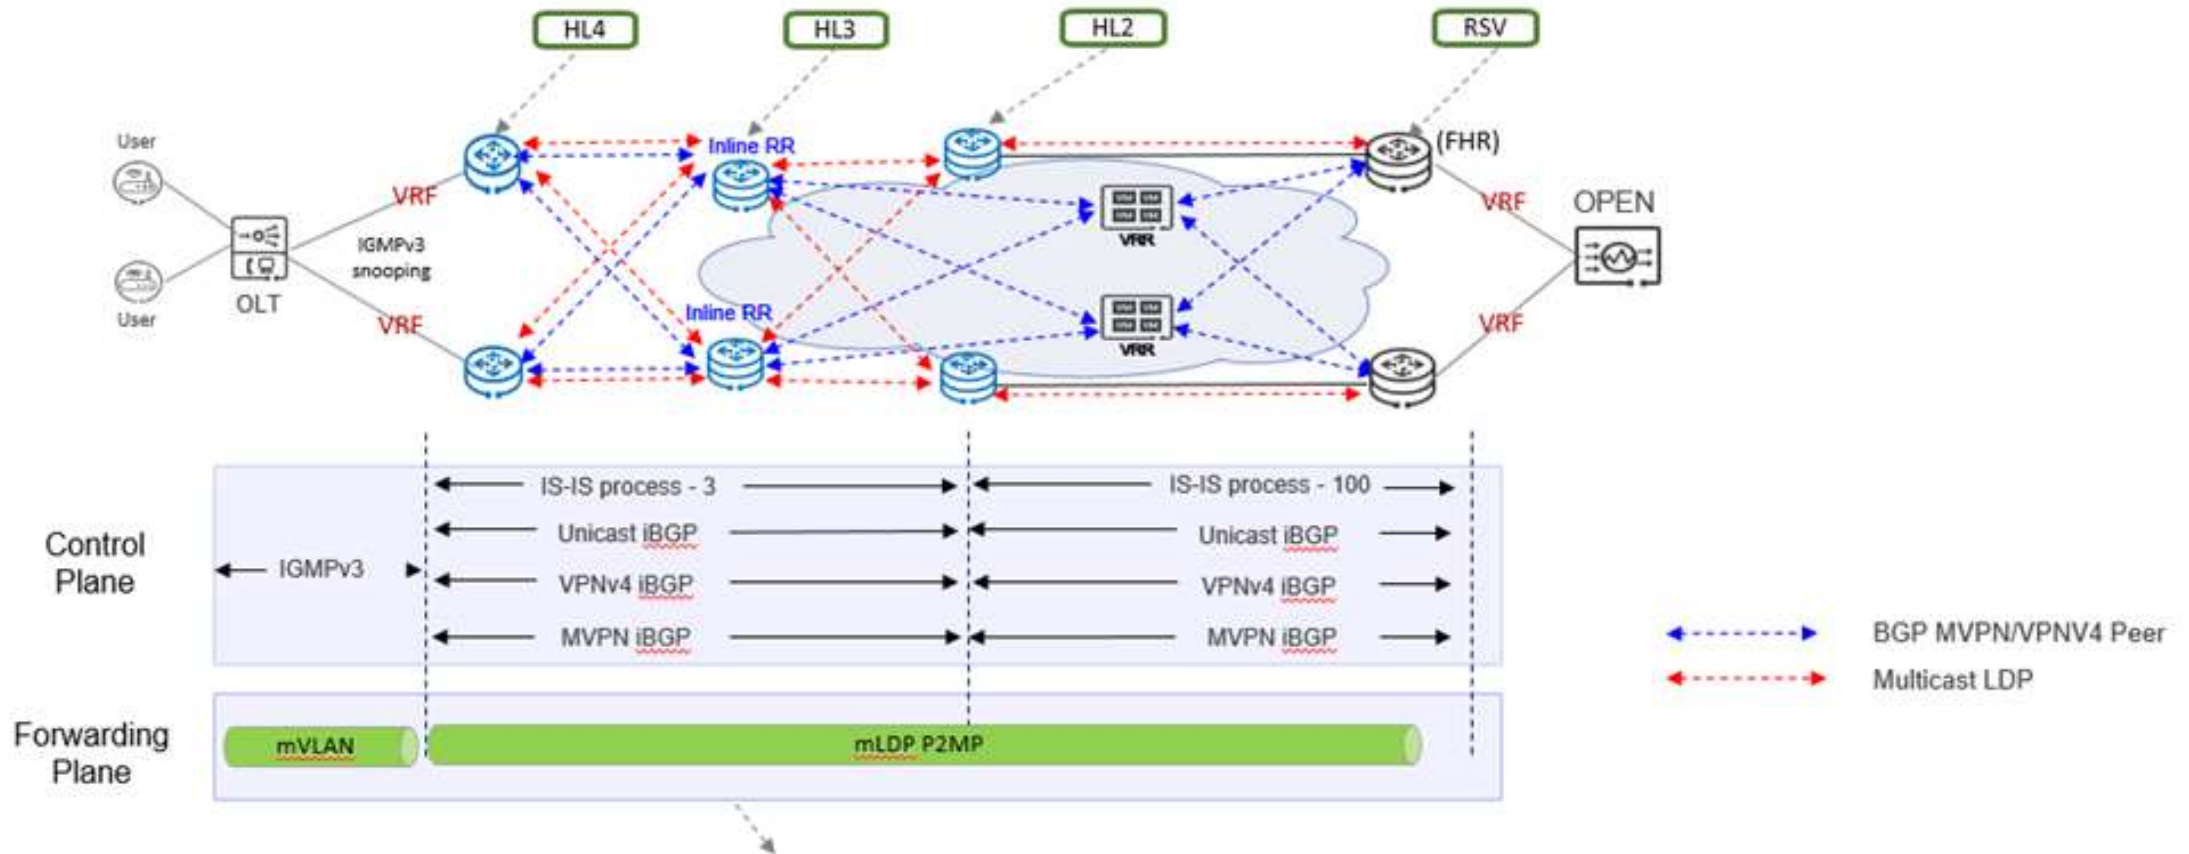 HL4
HL3
HL2
RSV
User
Inline RR
(FHR)
VRF
VRF
OPEN
IGMPv3
snooping
VRR
OLT
User
Inline RR
VRF
VRF
VRR
IS-IS process - 3
IS-IS process - 100
Unicast iBGP
Unicast iBGP
Control
Plane
IGMPv3
VPNv4 iBGP
VPNv4 iBGP
MVPN iBGP
MVPN iBGP
BGP MVPN/VPNV4 Peer
Multicast LDP
Forwarding
Plane
mVLAN
mLDP P2MP